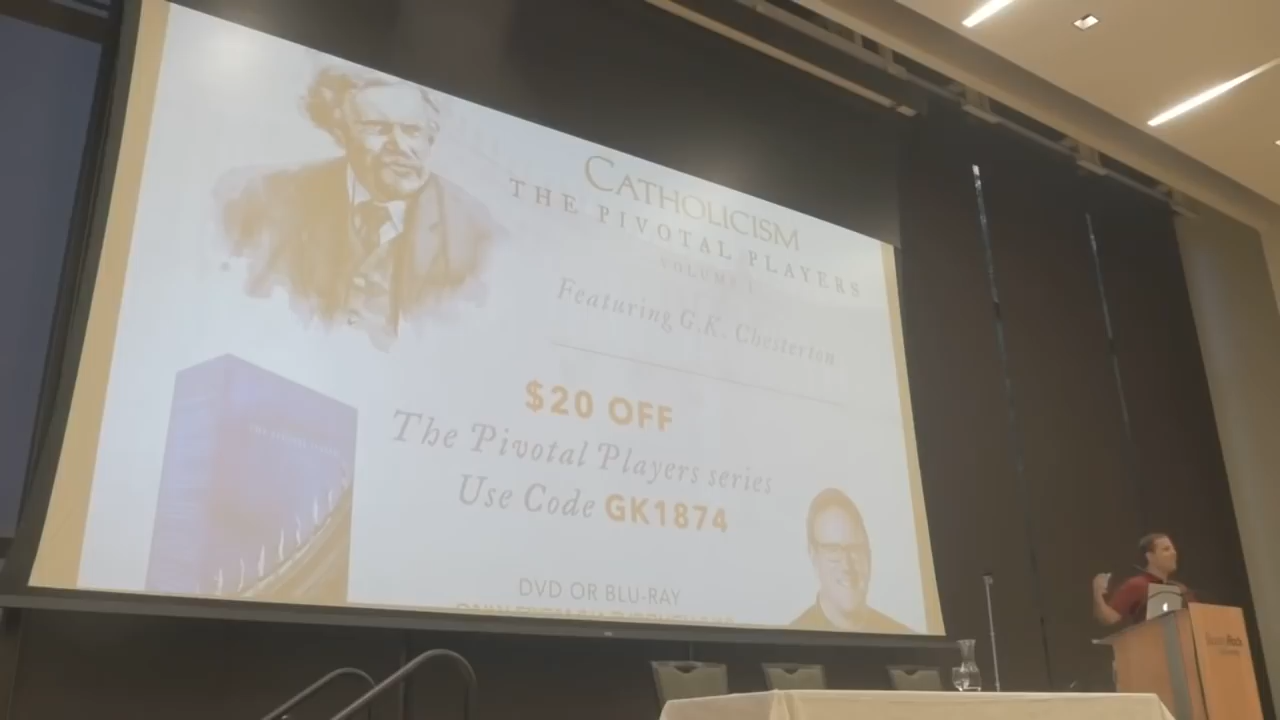 CATHOLICISM
THE PIVOTAL PLAYERS
VOLUME I
Featuring G.K. Chesterton
$20 OFF
The Pivotal Players series
Use Code GK1874
DVD OR BLU-RAY